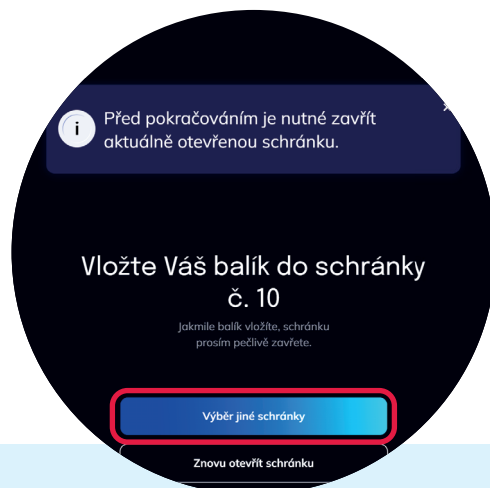 i
Před pokračováním je nutné zavřít
aktuálně otevřenou schránku.
Vložte Váš balík do schránky
č. 10
Jakmile balík vložíte, schránku
prosím pečlivě zavřete.
Výběr jiné schránky
Znovu otevřít schránku